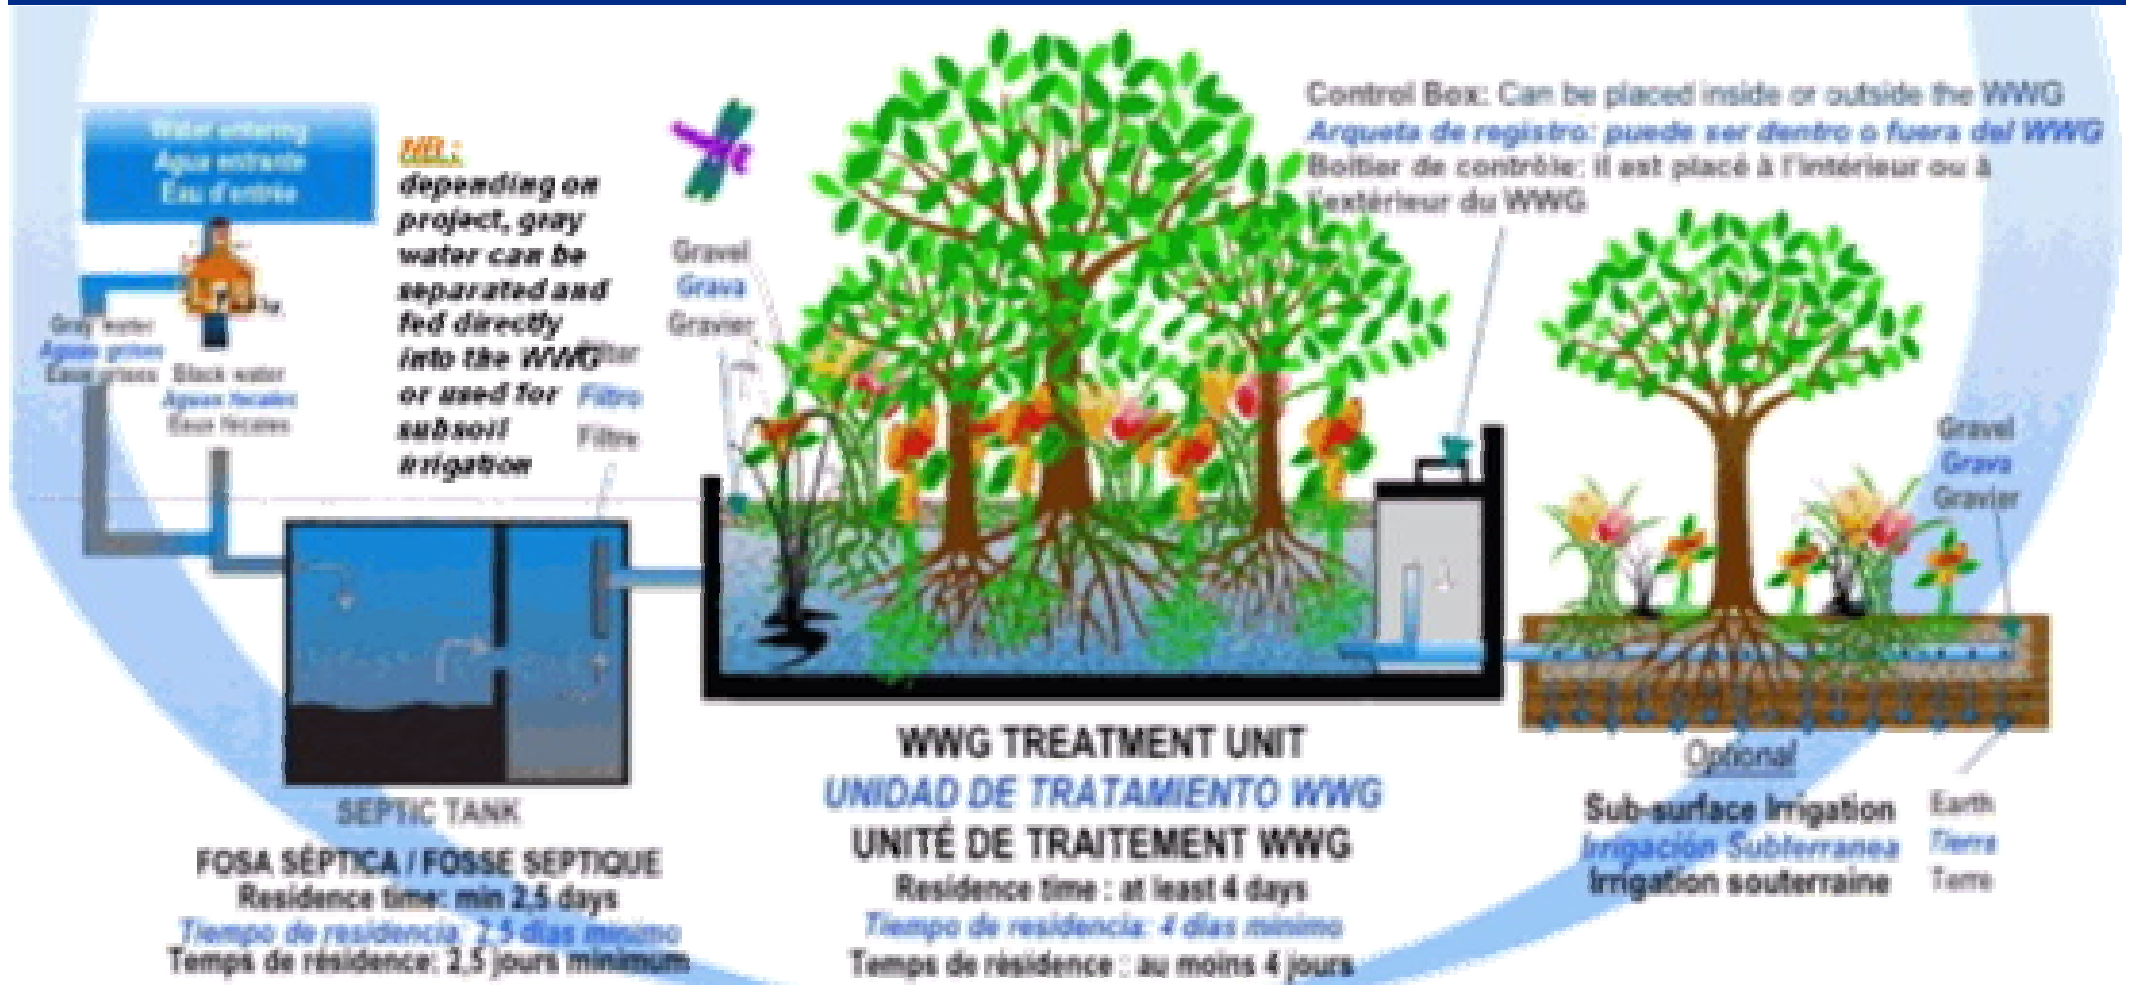 Water entering
Agua entrante
Eau d'entrée
NB:
depending on
project, gray
water can be
separated and
fed directly
into the WWG
or used for
subsoil
irrigation
Gray water
Aguas grises
Eaux grises
Black water
Aguas fecales
Eaux fécales
Filter
Filtro
Filtre
Gravel
Grava
Gravier
Control Box: Can be placed inside or outside the WWG
Arqueta de registro: puede ser dentro o fuera del WWG
Boîtier de contrôle: il est placé à l'intérieur ou à
l'extérieur du WWG
Gravel
Grava
Gravier
SEPTIC TANK
FOSA SÉPTICA / FOSSE SEPTIQUE
Residence time: min 2,5 days
Tiempo de residencia: 2,5 días mínimo
Temps de résidence: 2,5 jours minimum
WWG TREATMENT UNIT
UNIDAD DE TRATAMIENTO WWG
UNITÉ DE TRAITEMENT WWG
Residence time : at least 4 days
Tiempo de residencia: 4 días mínimo
Temps de résidence : au moins 4 jours
Optional
Sub-surface Irrigation
Irrigación Subterranea
Irrigation souterraine
Earth
Tierra
Terre